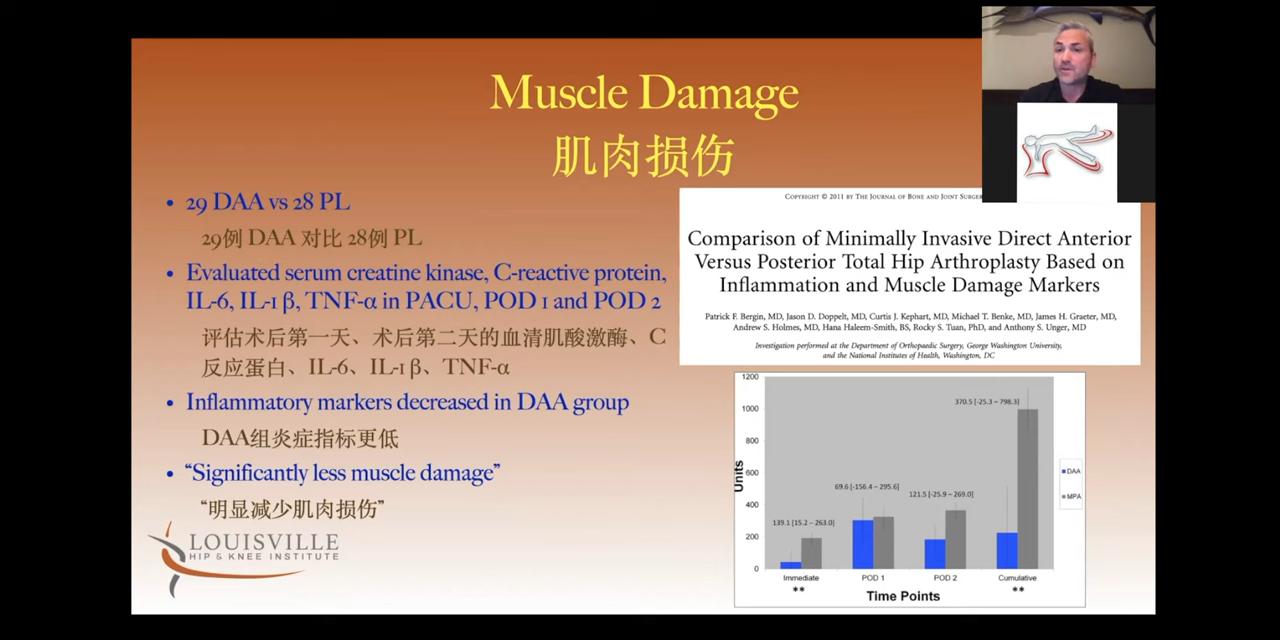 Muscle Damage
肌肉损伤
• 29 DAA vs 28 PL
29例 DAA 对比 28例 PL
• Evaluated serum creatine kinase, C-reactive protein,
IL-6, IL-1 β, TNF-α in PACU, POD 1 and POD 2
评估术后第一天、术后第二天的血清肌酸激酶、C
反应蛋白、IL-6、IL-1 β、TNF-α
• Inflammatory markers decreased in DAA group
DAA组炎症指标更低
• “Significantly less muscle damage”
“明显减少肌肉损伤”
LOUISVILLE
HIP & KNEE INSTITUTE
COPYRIGHT © 2011 BY THE JOURNAL OF BONE AND JOINT SURGER
Comparison of Minimally Invasive Direct Anterior
Versus Posterior Total Hip Arthroplasty Based on
Inflammation and Muscle Damage Markers
Patrick F. Bergin, MD, Jason D. Doppelt, MD, Curtis J. Kephart, MD, Michael T. Benke, MD, James H. Graeter, MD,
Andrew S. Holmes, MD, Hana Haleem-Smith, BS, Rocky S. Tuan, PhD, and Anthony S. Unger, MD
Investigation performed at the Department of Orthopaedic Surgery, George Washington University,
and the National Institutes of Health, Washington, DC
1200
1000
800
600
400
200
0
Units
139.1 [15.2 – 263.0]
69.6 [-156.4 – 295.6]
121.5 [-25.9 – 269.0]
370.5 [-25.3 – 798.3]
DAA
MPA
Immediate POD 1 POD 2 Cumulative
** **
Time Points